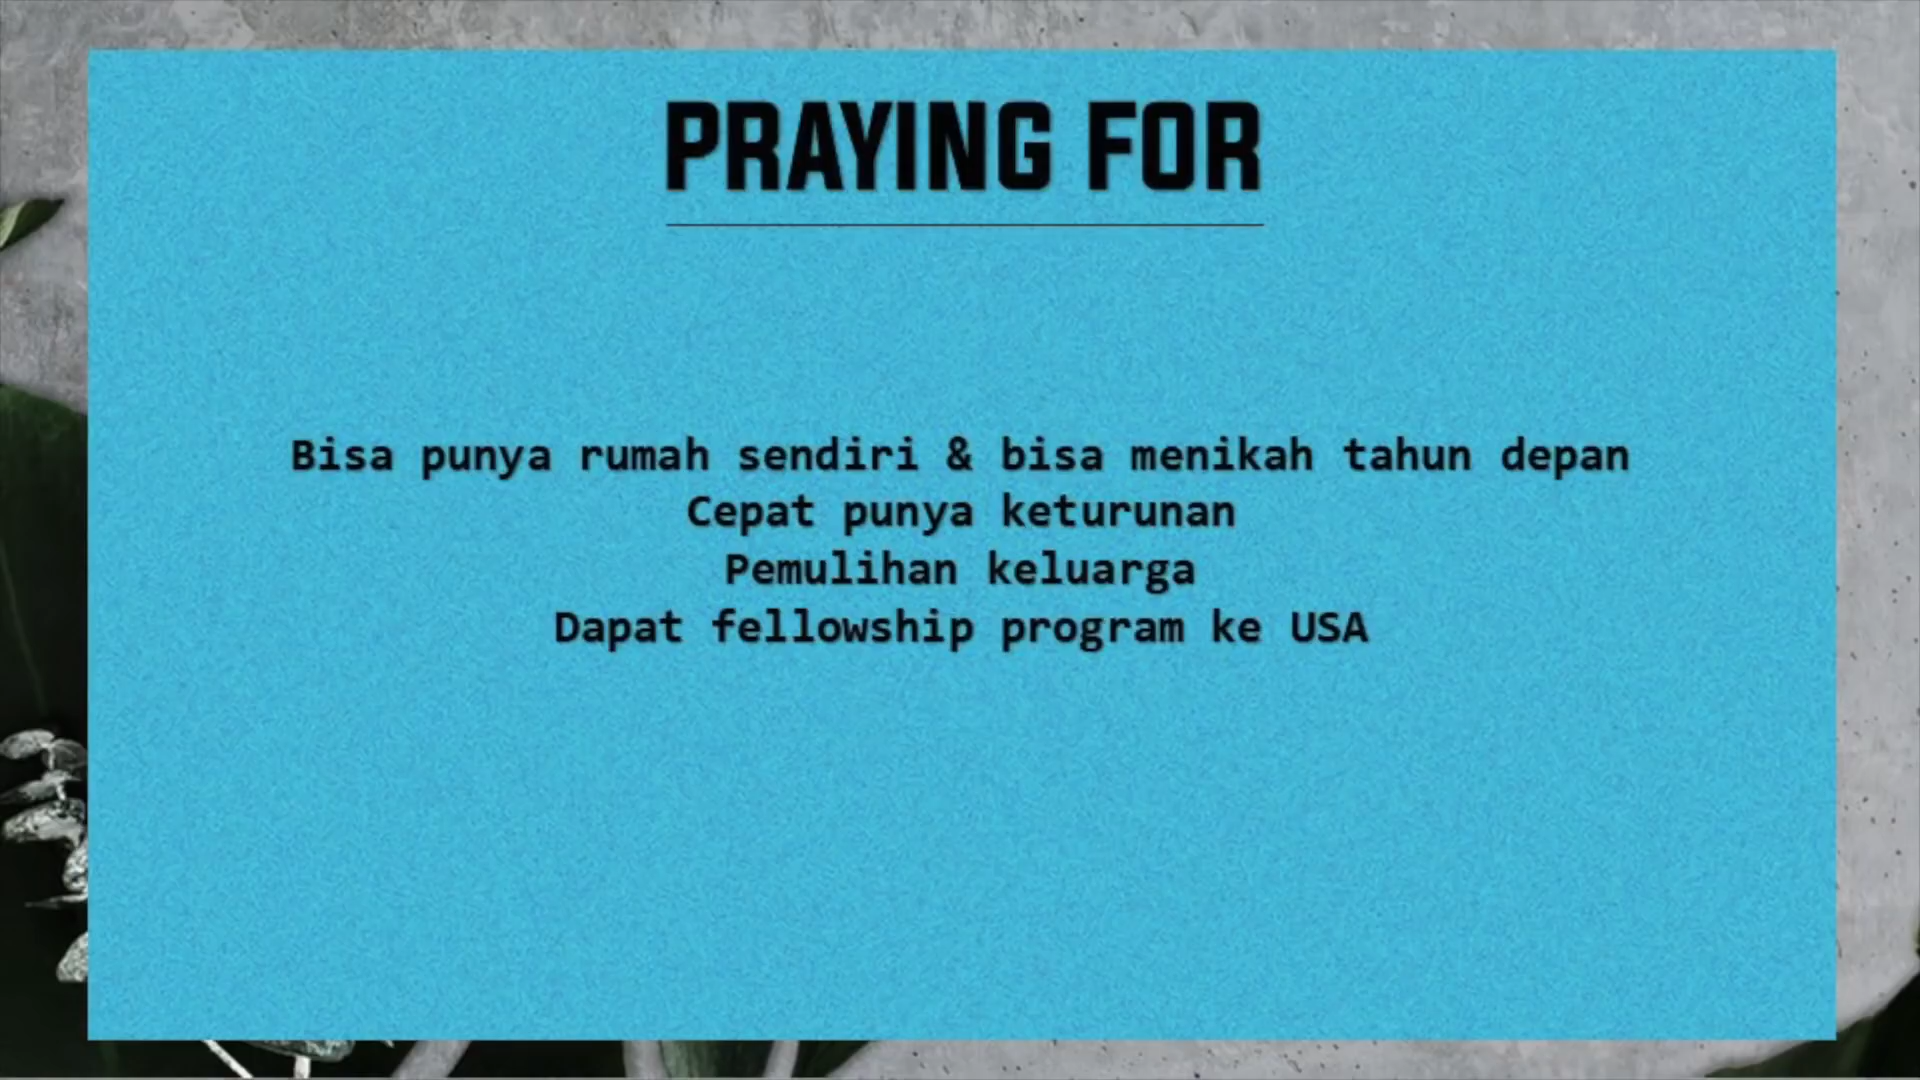 PRAYING FOR
Bisa punya rumah sendiri & bisa menikah tahun depan
Cepat punya keturunan
Pemulihan keluarga
Dapat fellowship program ke USA